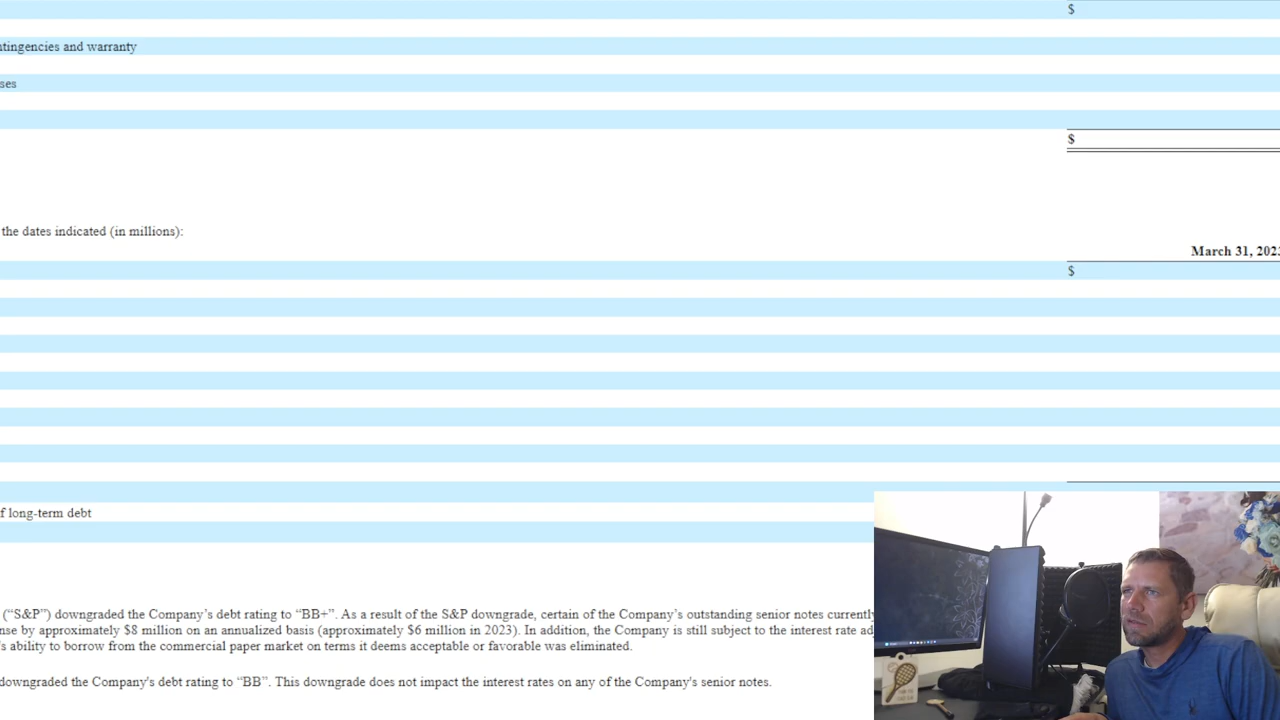 $
ntingencies and warranty
ses
$
the dates indicated (in millions):
March 31, 2023
$
f long-term debt
(“S&P”) downgraded the Company’s debt rating to “BB+”. As a result of the S&P downgrade, certain of the Company’s outstanding senior notes currently
nse by approximately $8 million on an annualized basis (approximately $6 million in 2023). In addition, the Company is still subject to the interest rate ad
’s ability to borrow from the commercial paper market on terms it deems acceptable or favorable was eliminated.
downgraded the Company's debt rating to “BB”. This downgrade does not impact the interest rates on any of the Company's senior notes.